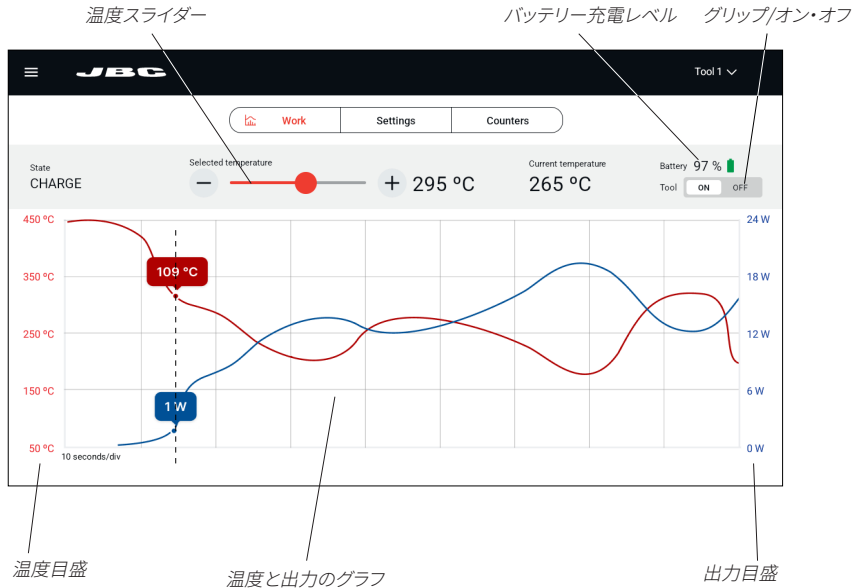 温度スライダー
バッテリー充電レベル
グリップ/オン・オフ
JBC
Tool 1
Work
Settings
Counters
State
CHARGE
Selected temperature
295 ºC
Current temperature
265 ºC
Battery 97 %
Tool ON OFF
450 ºC
24 W
109 ºC
350 ºC
18 W
250 ºC
12 W
150 ºC
6 W
1 W
50 ºC
0 W
10 seconds/div
温度目盛
温度と出力のグラフ
出力目盛